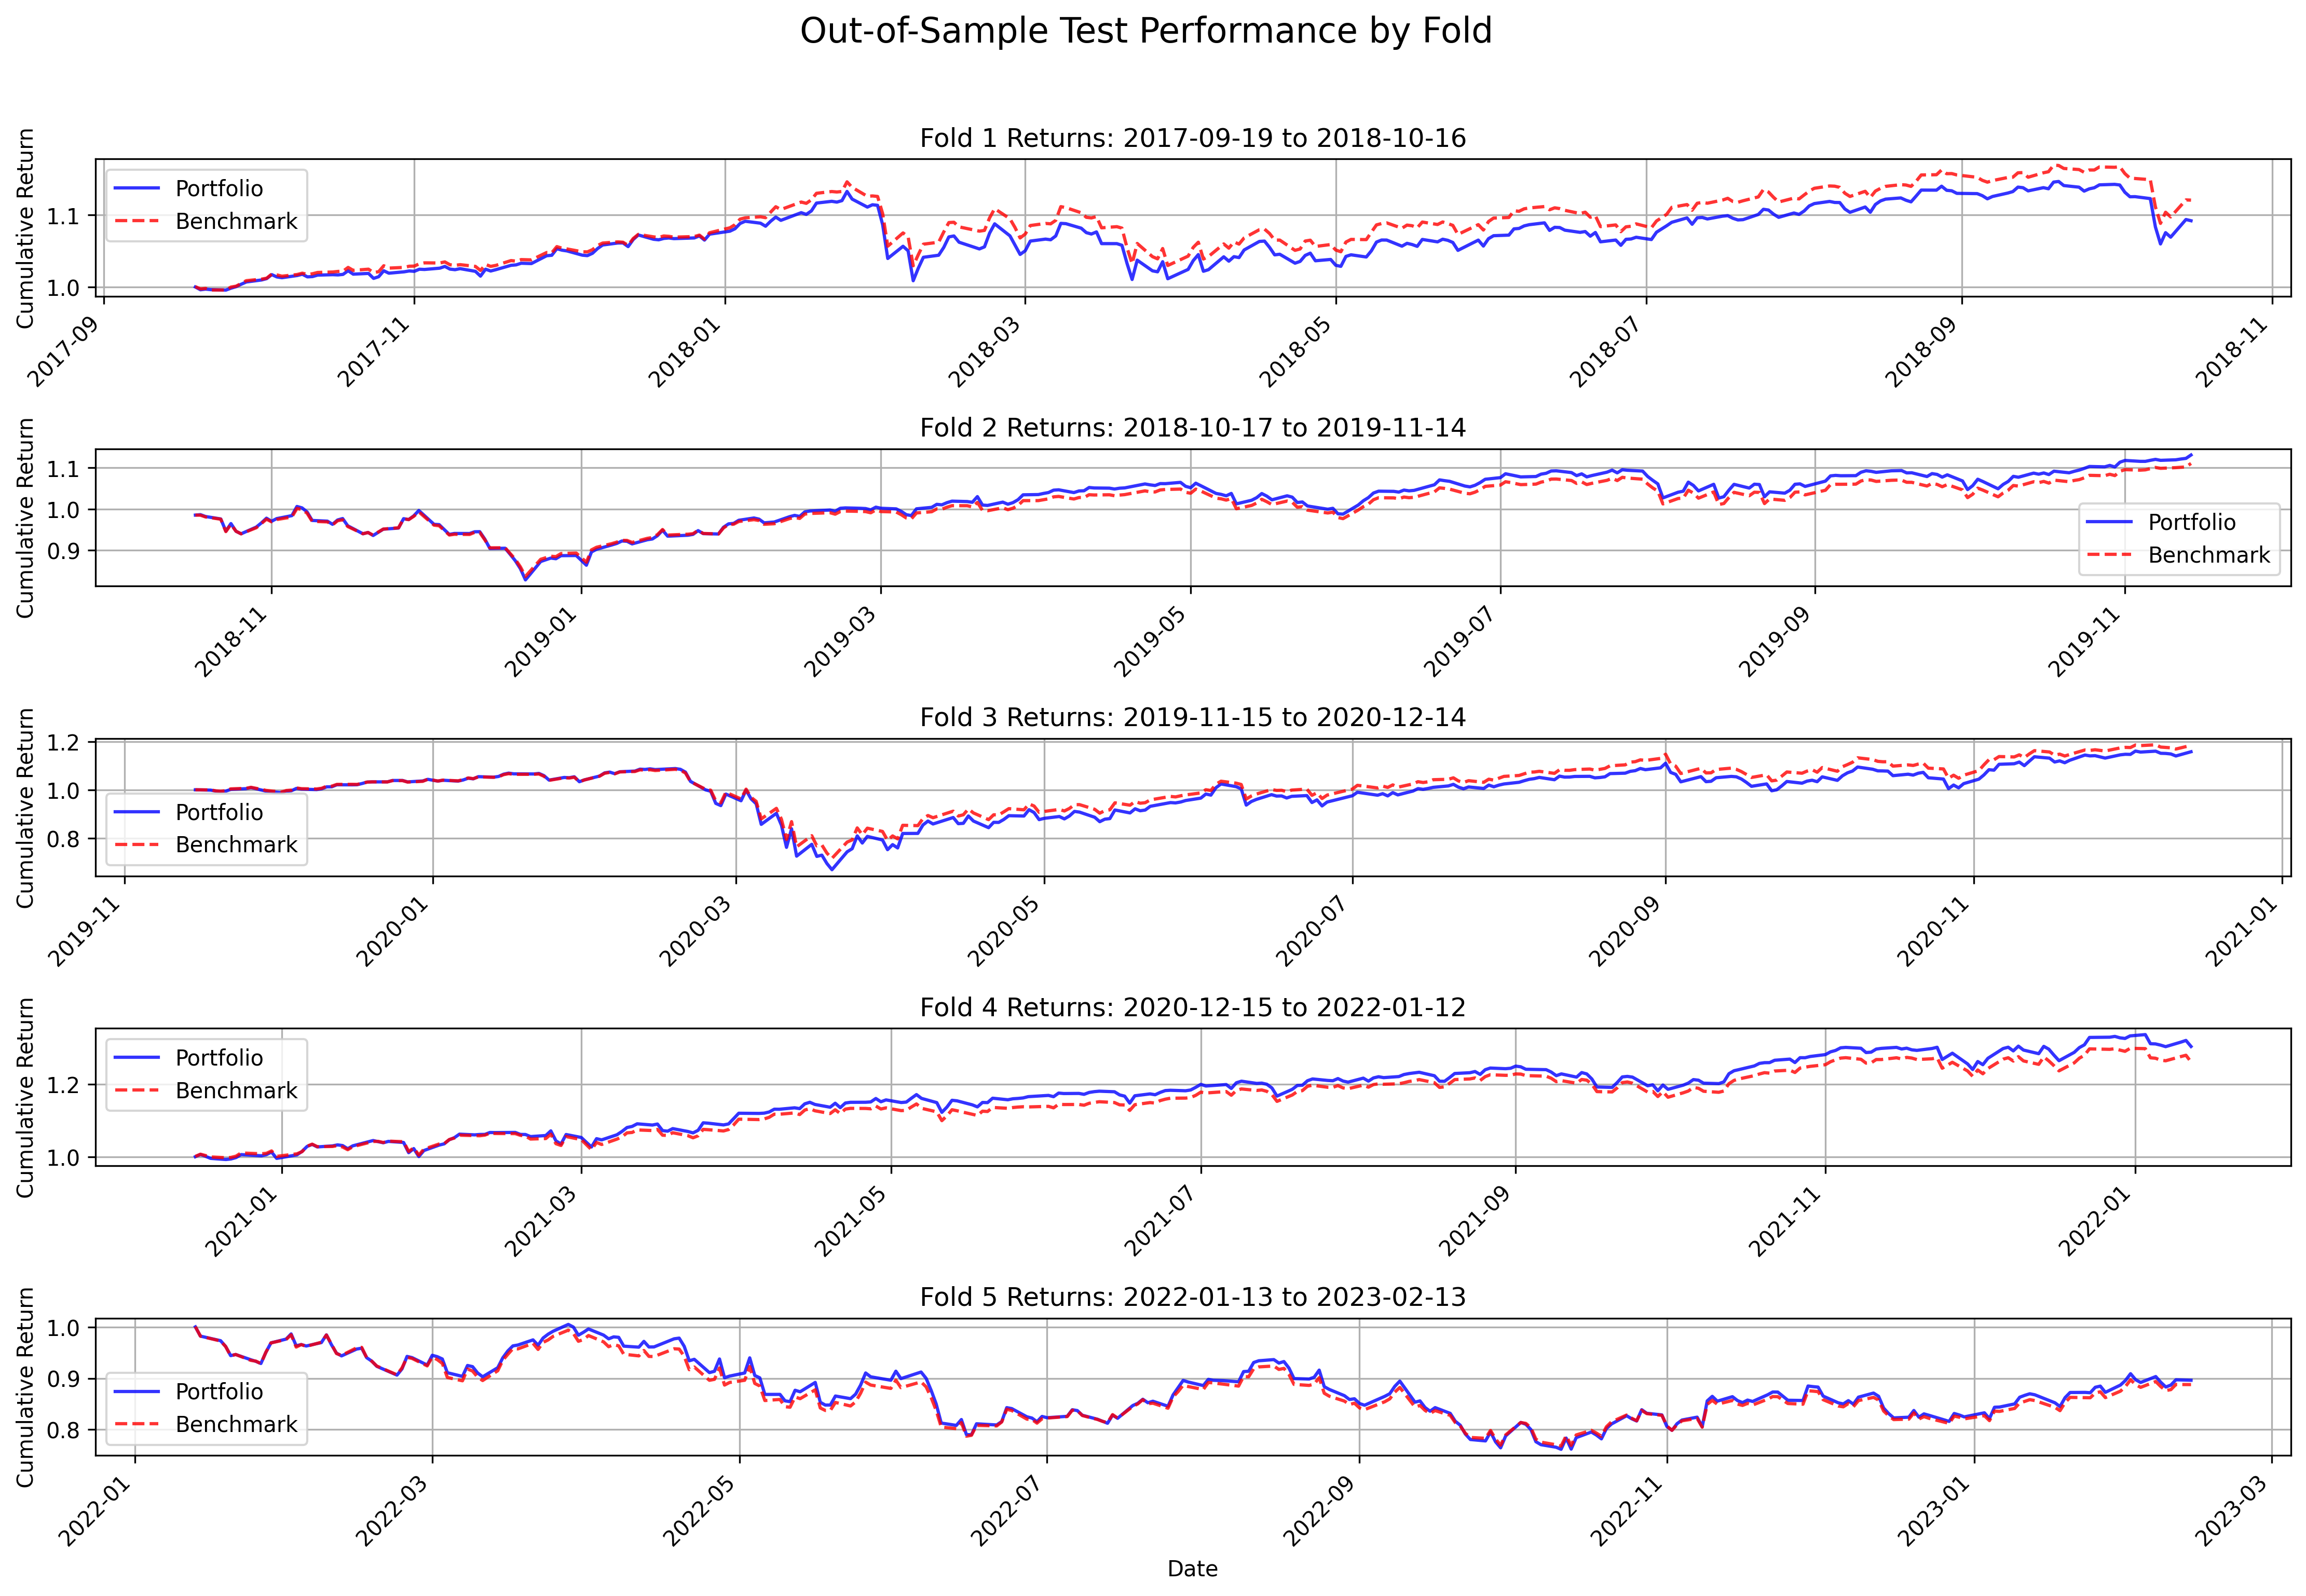 Out-of-Sample Test Performance by Fold
Fold 1 Returns: 2017-09-19 to 2018-10-16
Cumulative Return
1.1
1.0
Portfolio
Benchmark
2017-09
2017-11
2018-01
2018-03
2018-05
2018-07
2018-09
2018-11
Fold 2 Returns: 2018-10-17 to 2019-11-14
Cumulative Return
1.1
1.0
0.9
Portfolio
Benchmark
2018-11
2019-01
2019-03
2019-05
2019-07
2019-09
2019-11
Fold 3 Returns: 2019-11-15 to 2020-12-14
Cumulative Return
1.2
1.0
0.8
Portfolio
Benchmark
2019-11
2020-01
2020-03
2020-05
2020-07
2020-09
2020-11
2021-01
Fold 4 Returns: 2020-12-15 to 2022-01-12
Cumulative Return
1.2
1.0
Portfolio
Benchmark
2021-01
2021-03
2021-05
2021-07
2021-09
2021-11
2022-01
Fold 5 Returns: 2022-01-13 to 2023-02-13
Cumulative Return
1.0
0.9
0.8
Portfolio
Benchmark
2022-01
2022-03
2022-05
2022-07
2022-09
2022-11
2023-01
2023-03
Date